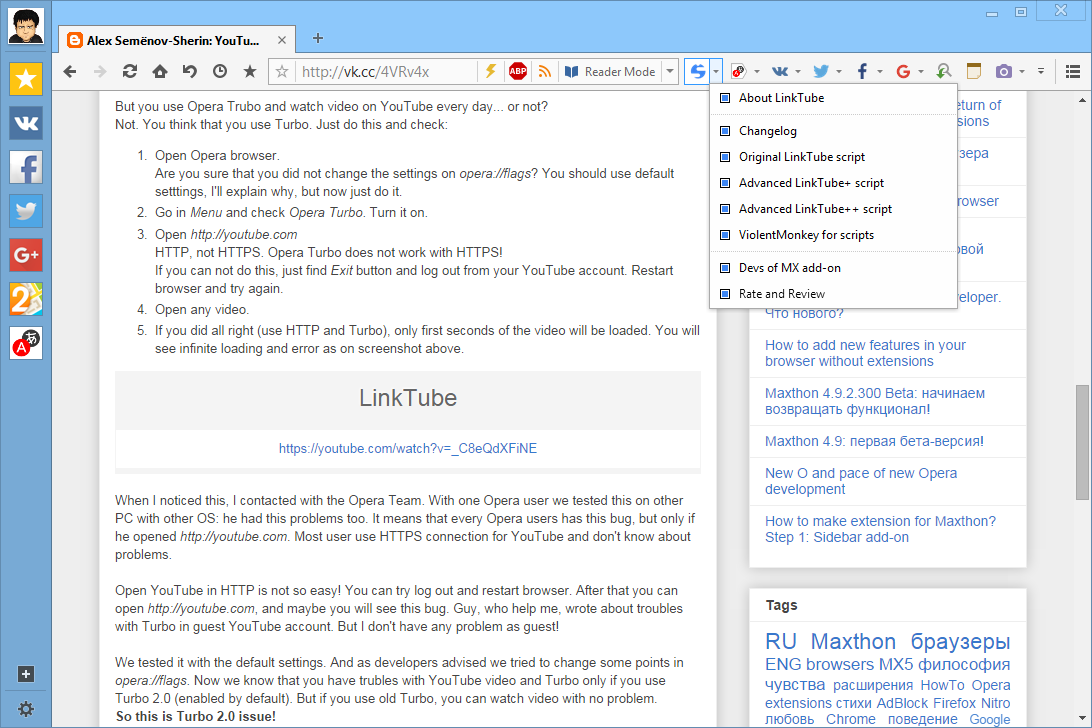 Alex Semënov-Sherin: YouTu...
http://vk.cc/4VRv4x
ABP
Reader Mode
About LinkTube
Changelog
Original LinkTube script
Advanced LinkTube+ script
Advanced LinkTube++ script
ViolentMonkey for scripts
Devs of MX add-on
Rate and Review
But you use Opera Trubo and watch video on YouTube every day... or not?
Not. You think that you use Turbo. Just do this and check:
1. Open Opera browser.
Are you sure that you did not change the settings on opera://flags? You should use default
setttings, I'll explain why, but now just do it.
2. Go in Menu and check Opera Turbo. Turn it on.
3. Open http://youtube.com
HTTP, not HTTPS. Opera Turbo does not work with HTTPS!
If you can not do this, just find Exit button and log out from your YouTube account. Restart
browser and try again.
4. Open any video.
5. If you did all right (use HTTP and Turbo), only first seconds of the video will be loaded. You will
see infinite loading and error as on screenshot above.
LinkTube
https://youtube.com/watch?v=_C8eQdXFiNE
When I noticed this, I contacted with the Opera Team. With one Opera user we tested this on other
PC with other OS: he had this problems too. It means that every Opera users has this bug, but only if
he opened http://youtube.com. Most user use HTTPS connection for YouTube and don't know about
problems.
Open YouTube in HTTP is not so easy! You can try log out and restart browser. After that you can
open http://youtube.com, and maybe you will see this bug. Guy, who help me, wrote about troubles
with Turbo in guest YouTube account. But I don't have any problem as guest!
We tested it with the default settings. And as developers advised we tried to change some points in
opera://flags. Now we know that you have trubles with YouTube video and Turbo only if you use
Turbo 2.0 (enabled by default). But if you use old Turbo, you can watch video with no problem.
So this is Turbo 2.0 issue!
eturn of
nsions
зера
rowser
вой
eloper.
Что нового?
How to add new features in your
browser without extensions
Maxthon 4.9.2.300 Beta: начинаем
возвращать функционал!
Maxthon 4.9: первая бета-версия!
New O and pace of new Opera
development
How to make extension for Maxthon?
Step 1: Sidebar add-on
Tags
RU Maxthon браузеры
ENG browsers MX5 философия
чувства расширения HowTo Opera
extensions стихи AdBlock Firefox Nitro
любовь Chrome поведение Google